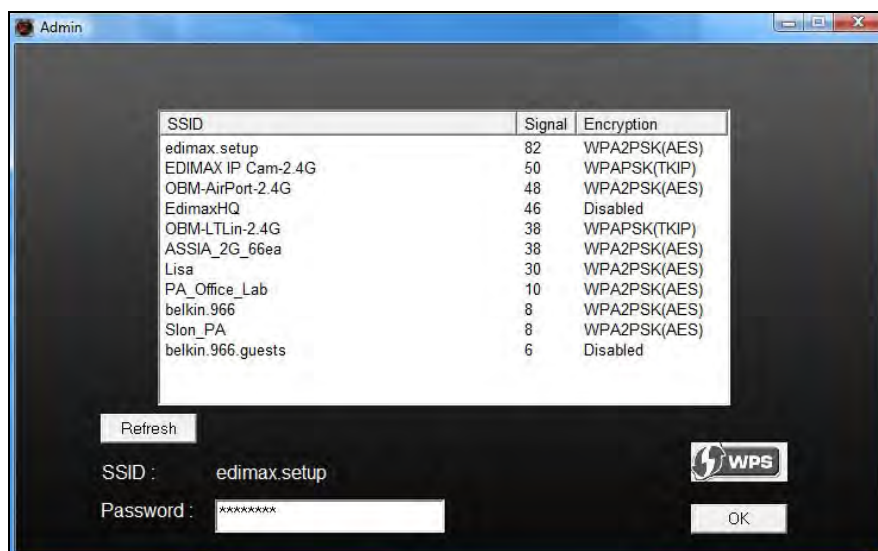 Admin
SSID Signal Encryption
edimax.setup 82 WPA2PSK(AES)
EDIMAX IP Cam-2.4G 50 WPAPSK(TKIP)
OBM-AirPort-2.4G 48 WPA2PSK(AES)
EdimaxHQ 46 Disabled
OBM-LTLin-2.4G 38 WPAPSK(TKIP)
ASSIA_2G_66ea 38 WPA2PSK(AES)
Lisa 30 WPA2PSK(AES)
PA_Office_Lab 10 WPA2PSK(AES)
belkin.966 8 WPA2PSK(AES)
Slon_PA 8 WPA2PSK(AES)
belkin.966.guests 6 Disabled
Refresh
SSID : edimax.setup
WPS
Password : ********
OK